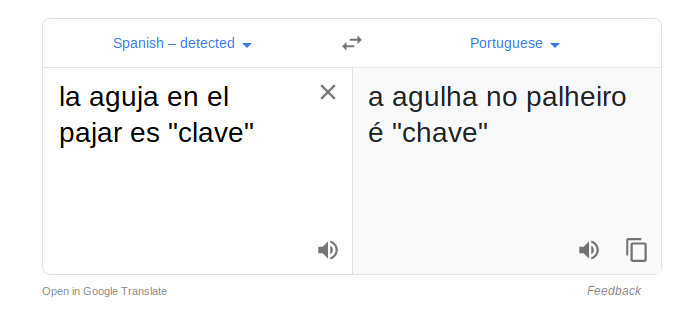 Spanish – detected
Portuguese
la aguja en el
pajar es "clave"
a agulha no palheiro
é "chave"
Open in Google Translate
Feedback